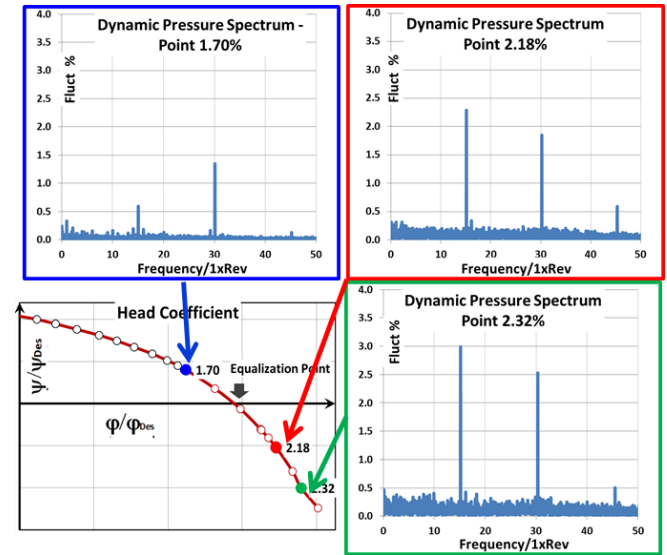 Dynamic Pressure Spectrum -
Point 1.70%
Fluct %
4.0
3.5
3.0
2.5
2.0
1.5
1.0
0.5
0.0
0 10 20 30 40 50
Frequency/1xRev
Dynamic Pressure Spectrum
Point 2.18%
Fluct %
4.0
3.5
3.0
2.5
2.0
1.5
1.0
0.5
0.0
0 10 20 30 40 50
Frequency/1xRev
Head Coefficient
ψ/ψDes
1.70
Equalization Point
φ/φDes
2.18
2.32
Dynamic Pressure Spectrum
Point 2.32%
Fluct %
4.0
3.5
3.0
2.5
2.0
1.5
1.0
0.5
0.0
0 10 20 30 40 50
Frequency/1xRev